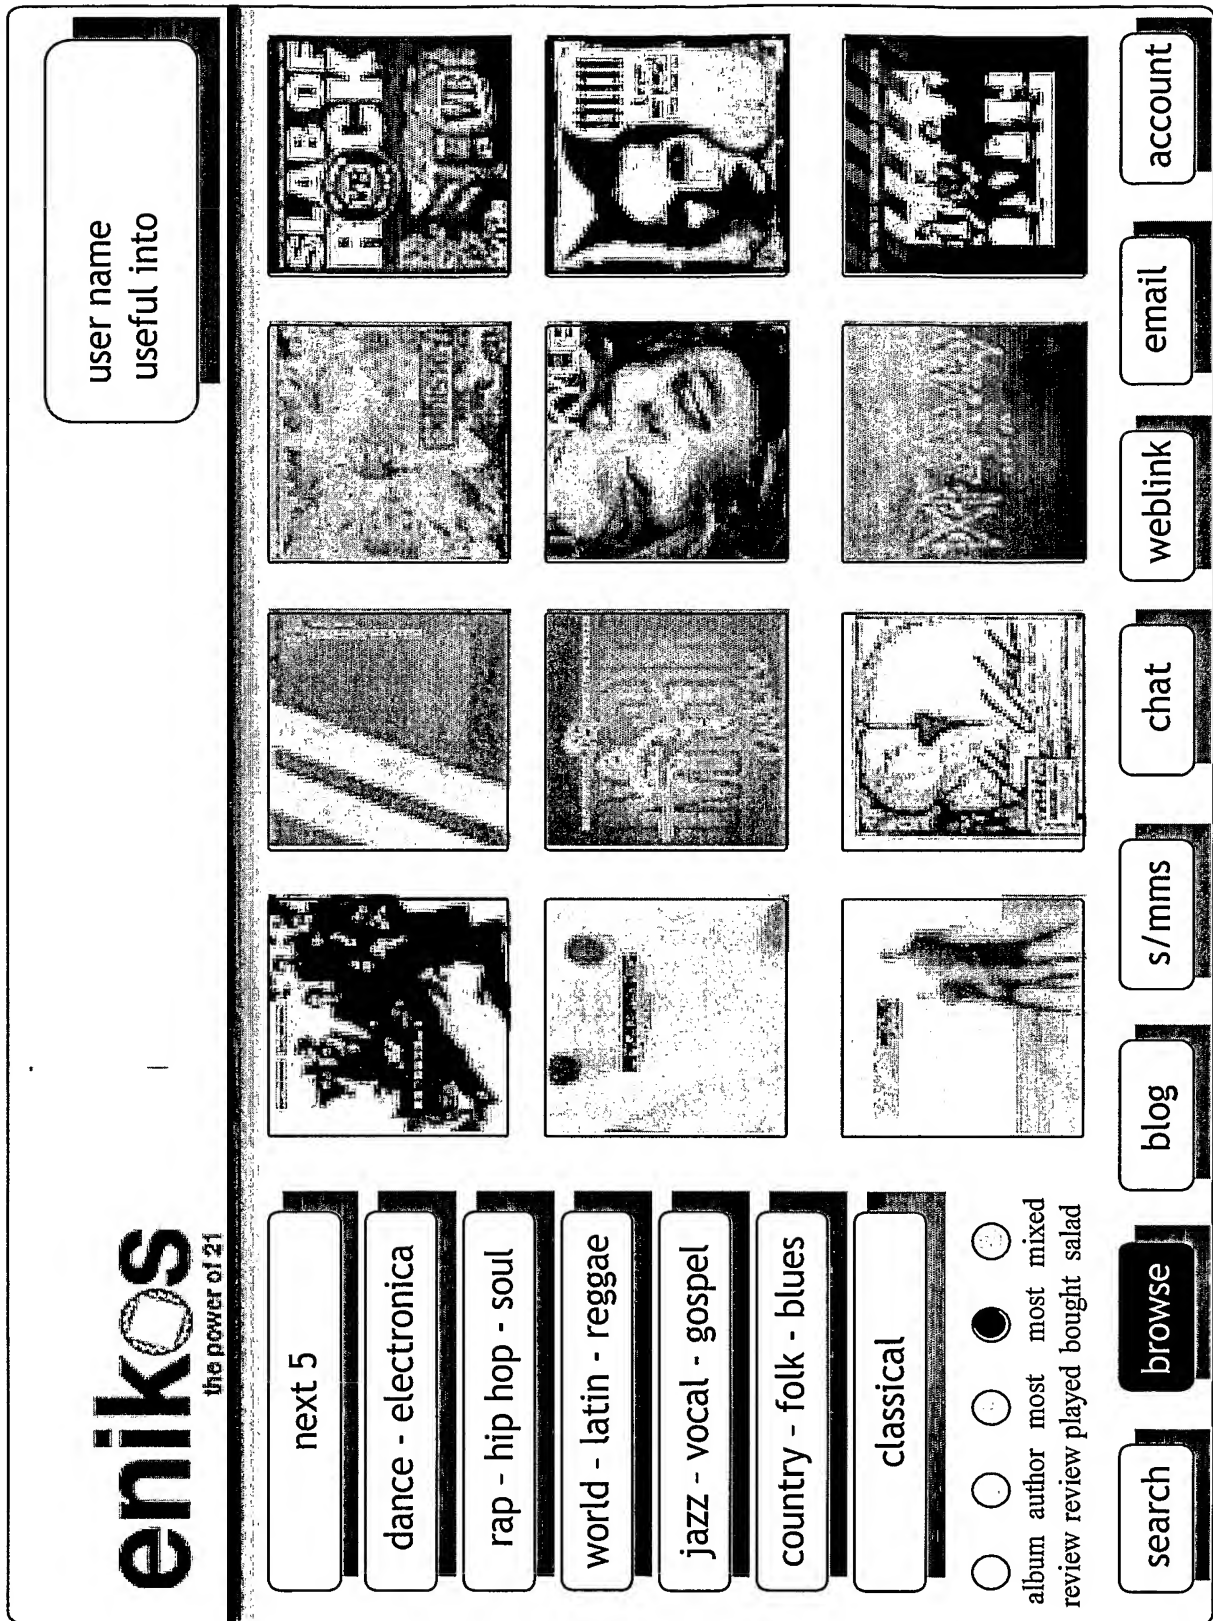 enikos
the power of 21
user name
useful into
next 5
dance - electronica
rap - hip hop - soul
world - latin - reggae
jazz - vocal - gospel
country - folk - blues
classical
album author most most mixed
review review played bought salad
search
browse
blog
s/mms
chat
weblink
email
account